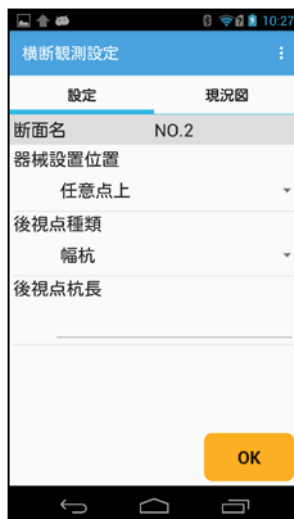 10:27
横断観測設定
設定 現況図
断面名 NO.2
器械設置位置
任意点上
後視点種類
幅杭
後視点杭長
OK